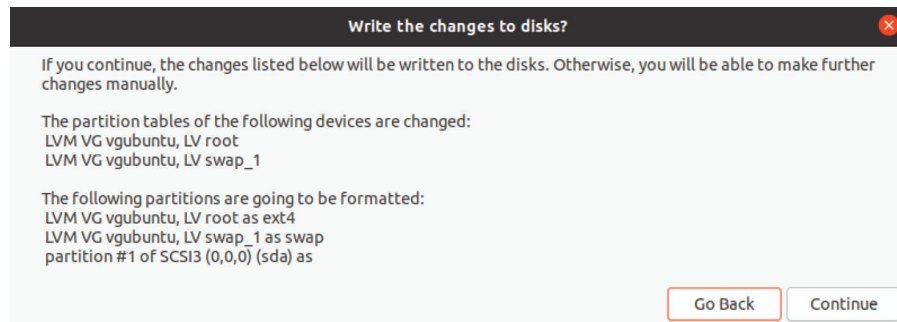 Write the changes to disks?
If you continue, the changes listed below will be written to the disks. Otherwise, you will be able to make further
changes manually.
The partition tables of the following devices are changed:
LVM VG vgubuntu, LV root
LVM VG vgubuntu, LV swap_1
The following partitions are going to be formatted:
LVM VG vgubuntu, LV root as ext4
LVM VG vgubuntu, LV swap_1 as swap
partition #1 of SCSI3 (0,0,0) (sda) as
Go Back Continue